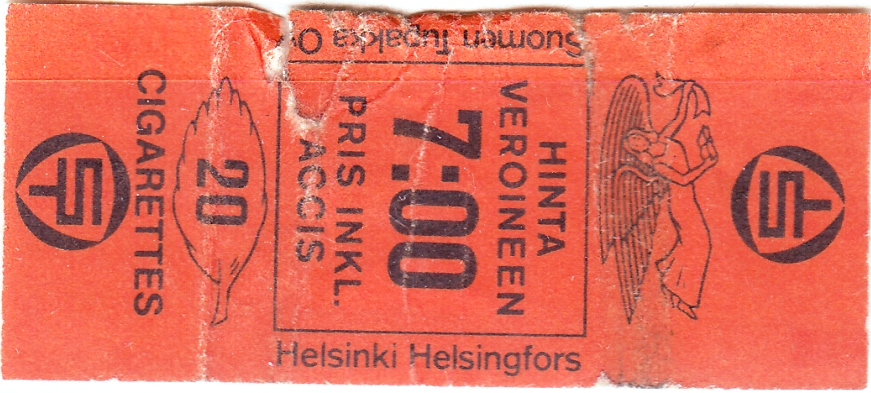 Suomen Tupakka Oy
HINTA
VEROINEEN
7:00
PRIS INKL.
ACCIS
Helsinki Helsingfors
20
CIGARETTES
ST
ST